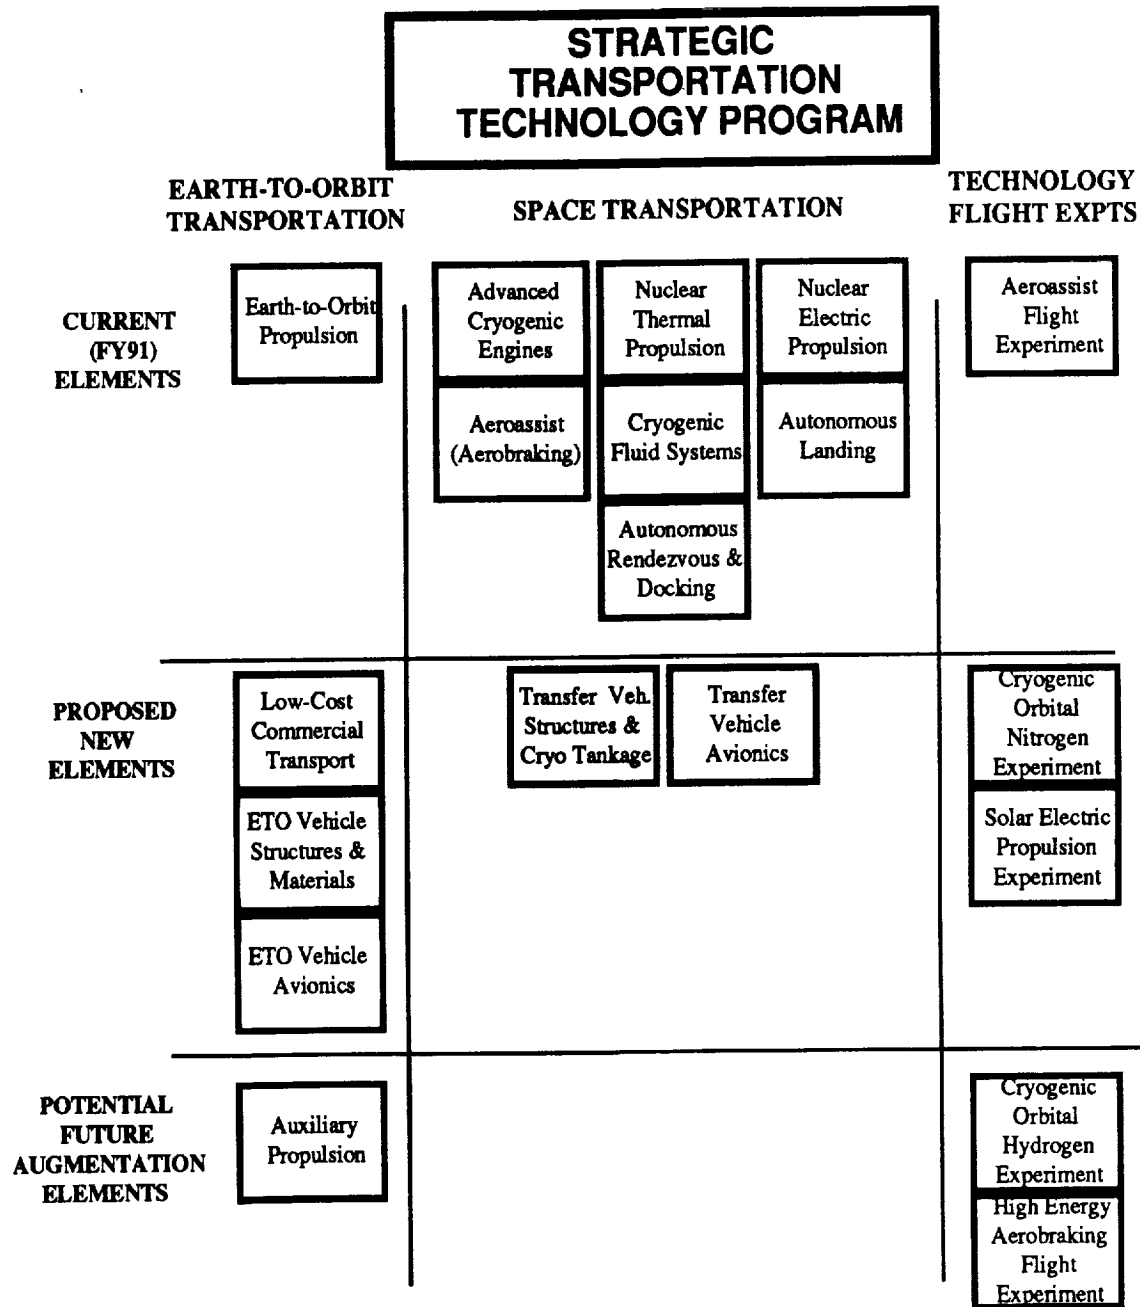 STRATEGIC
TRANSPORTATION
TECHNOLOGY PROGRAM
EARTH-TO-ORBIT
TRANSPORTATION
SPACE TRANSPORTATION
TECHNOLOGY
FLIGHT EXPTS
CURRENT
(FY91)
ELEMENTS
Earth-to-Orbit
Propulsion
Advanced
Cryogenic
Engines
Nuclear
Thermal
Propulsion
Nuclear
Electric
Propulsion
Aeroassist
Flight
Experiment
Aeroassist
(Aerobraking)
Cryogenic
Fluid Systems
Autonomous
Landing
Autonomous
Rendezvous &
Docking
PROPOSED
NEW
ELEMENTS
Low-Cost
Commercial
Transport
Transfer Veh.
Structures &
Cryo Tankage
Transfer
Vehicle
Avionics
Cryogenic
Orbital
Nitrogen
Experiment
ETO Vehicle
Structures &
Materials
Solar Electric
Propulsion
Experiment
ETO Vehicle
Avionics
POTENTIAL
FUTURE
AUGMENTATION
ELEMENTS
Auxiliary
Propulsion
Cryogenic
Orbital
Hydrogen
Experiment
High Energy
Aerobraking
Flight
Experiment